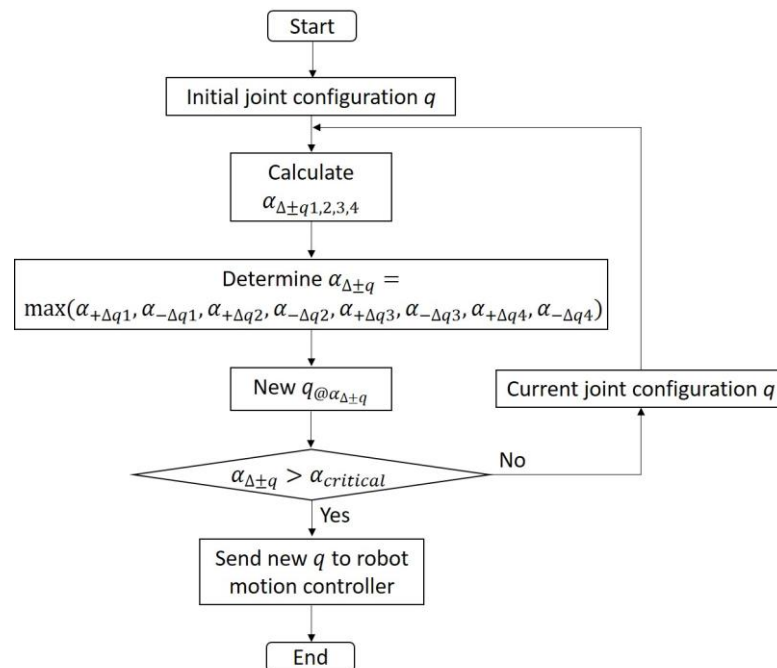 Start
Initial joint configuration q
Calculate
α_{Δ±q1,2,3,4}
Determine α_{Δ±q} =
max(α_{+Δq1}, α_{−Δq1}, α_{+Δq2}, α_{−Δq2}, α_{+Δq3}, α_{−Δq3}, α_{+Δq4}, α_{−Δq4})
New q_{@α_{Δ±q}}
Current joint configuration q
α_{Δ±q} > α_{critical}
No
Yes
Send new q to robot
motion controller
End